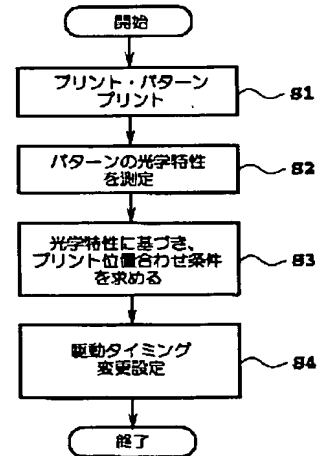 開始
プリント・パターン
プリント
S1
パターンの光学特性
を測定
S2
光学特性に基づき、
プリント位置合わせ条件
を求める
S3
駆動タイミング
変更設定
S4
終了